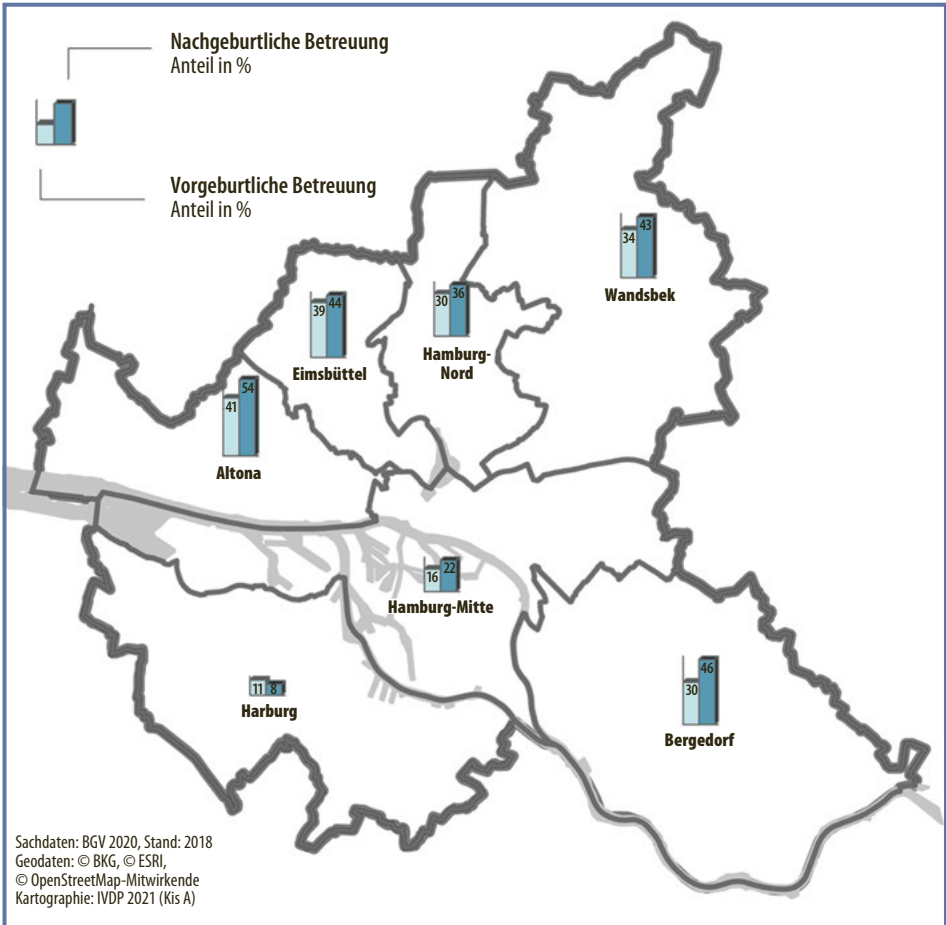 Nachgeburtliche Betreuung
Anteil in %
Vorgeburtliche Betreuung
Anteil in %
34 43
Wandsbek
39 44
Eimsbüttel
30 36
Hamburg-
Nord
41 54
Altona
16 22
Hamburg-Mitte
11 8
Harburg
30 46
Bergedorf
Sachdaten: BGV 2020, Stand: 2018
Geodaten: © BKG, © ESRI,
© OpenStreetMap-Mitwirkende
Kartographie: IVDP 2021 (Kis A)